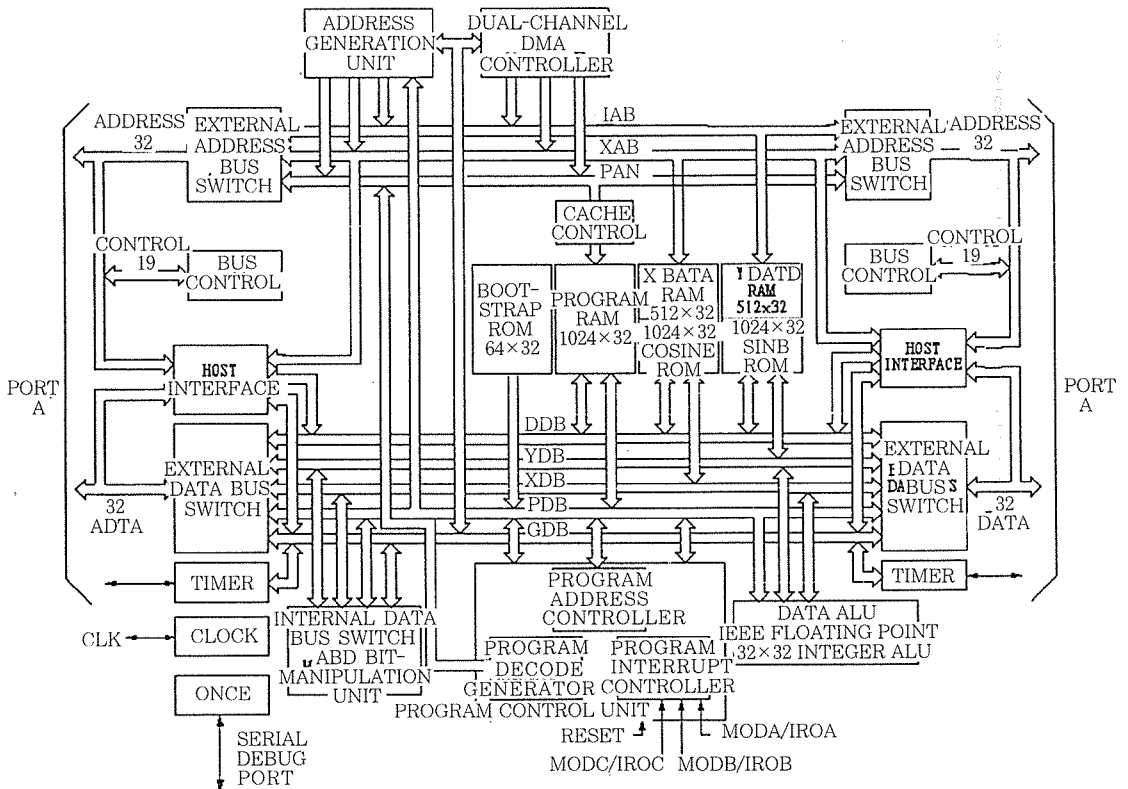 ADDRESS
GENERATION
UNIT
DUAL-CHANNEL
DMA
CONTROLLER
ADDRESS
32
EXTERNAL
ADDRESS
BUS
SWITCH
IAB
XAB
PAN
EXTERNAL
ADDRESS
BUS
SWITCH
ADDRESS
32
CACHE
CONTROL
CONTROL
19
BUS
CONTROL
BUS
CONTROL
CONTROL
19
BOOT-
STRAP
ROM
64×32
PROGRAM
RAM
1024×32
X BATA
RAM
512×32
1024×32
COSINE
ROM
Y DATD
RAM
512x32
1024×32
SINB
ROM
PORT
A
HOST
INTERFACE
HOST
INTERFACE
PORT
A
DDB
YDB
XDB
PDB
GDB
EXTERNAL
DATA BUS
SWITCH
32
ADTA
EXTERNAL
DATA
DABUS S
SWITCH
32
DATA
TIMER
TIMER
CLK
CLOCK
ONCE
SERIAL
DEBUG
PORT
INTERNAL DATA
BUS SWITCH
ABD BIT-
MANIPULATION
UNIT
PROGRAM
ADDRESS
CONTROLLER
PROGRAM
DECODE
GENERATOR
PROGRAM
INTERRUPT
CONTROLLER
PROGRAM CONTROL UNIT
DATA ALU
IEEE FLOATING POINT
32×32 INTEGER ALU
RESET
MODA/IROA
MODC/IROC
MODB/IROB